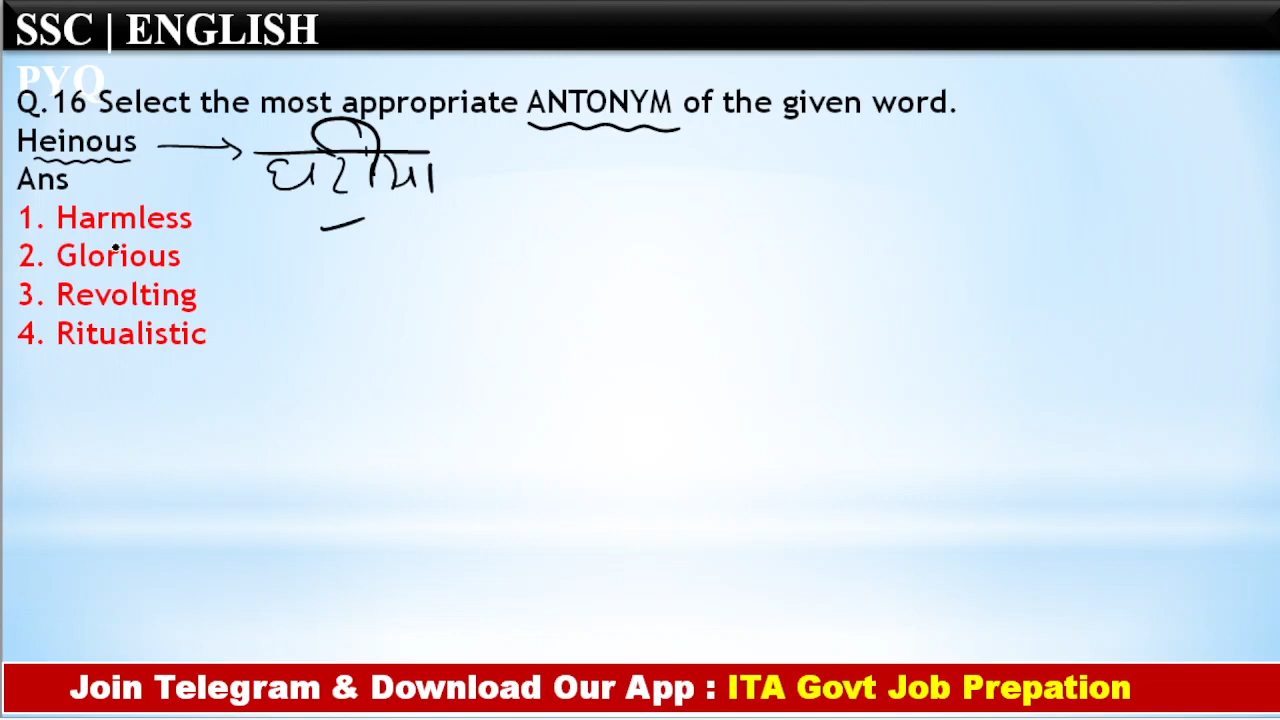 SSC | ENGLISH
PYQ
Q.16 Select the most appropriate ANTONYM of the given word.
Heinous → घटीया
Ans
1. Harmless
2. Glorious
3. Revolting
4. Ritualistic
Join Telegram & Download Our App : ITA Govt Job Prepation